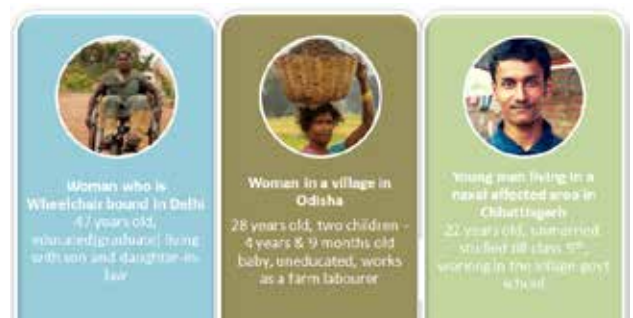 Woman who is
Wheelchair bound in Delhi
47 years old,
educated(graduate) living
with son and daughter-in-
law
Woman in a village in
Odisha
28 years old, two children –
4 years & 9 months old
baby, uneducated, works
as a farm labourer
Young man living in a
naxal affected area in
Chhattisgarh
22 years old, unmarried
studied till class 9th,
working in the village govt
school